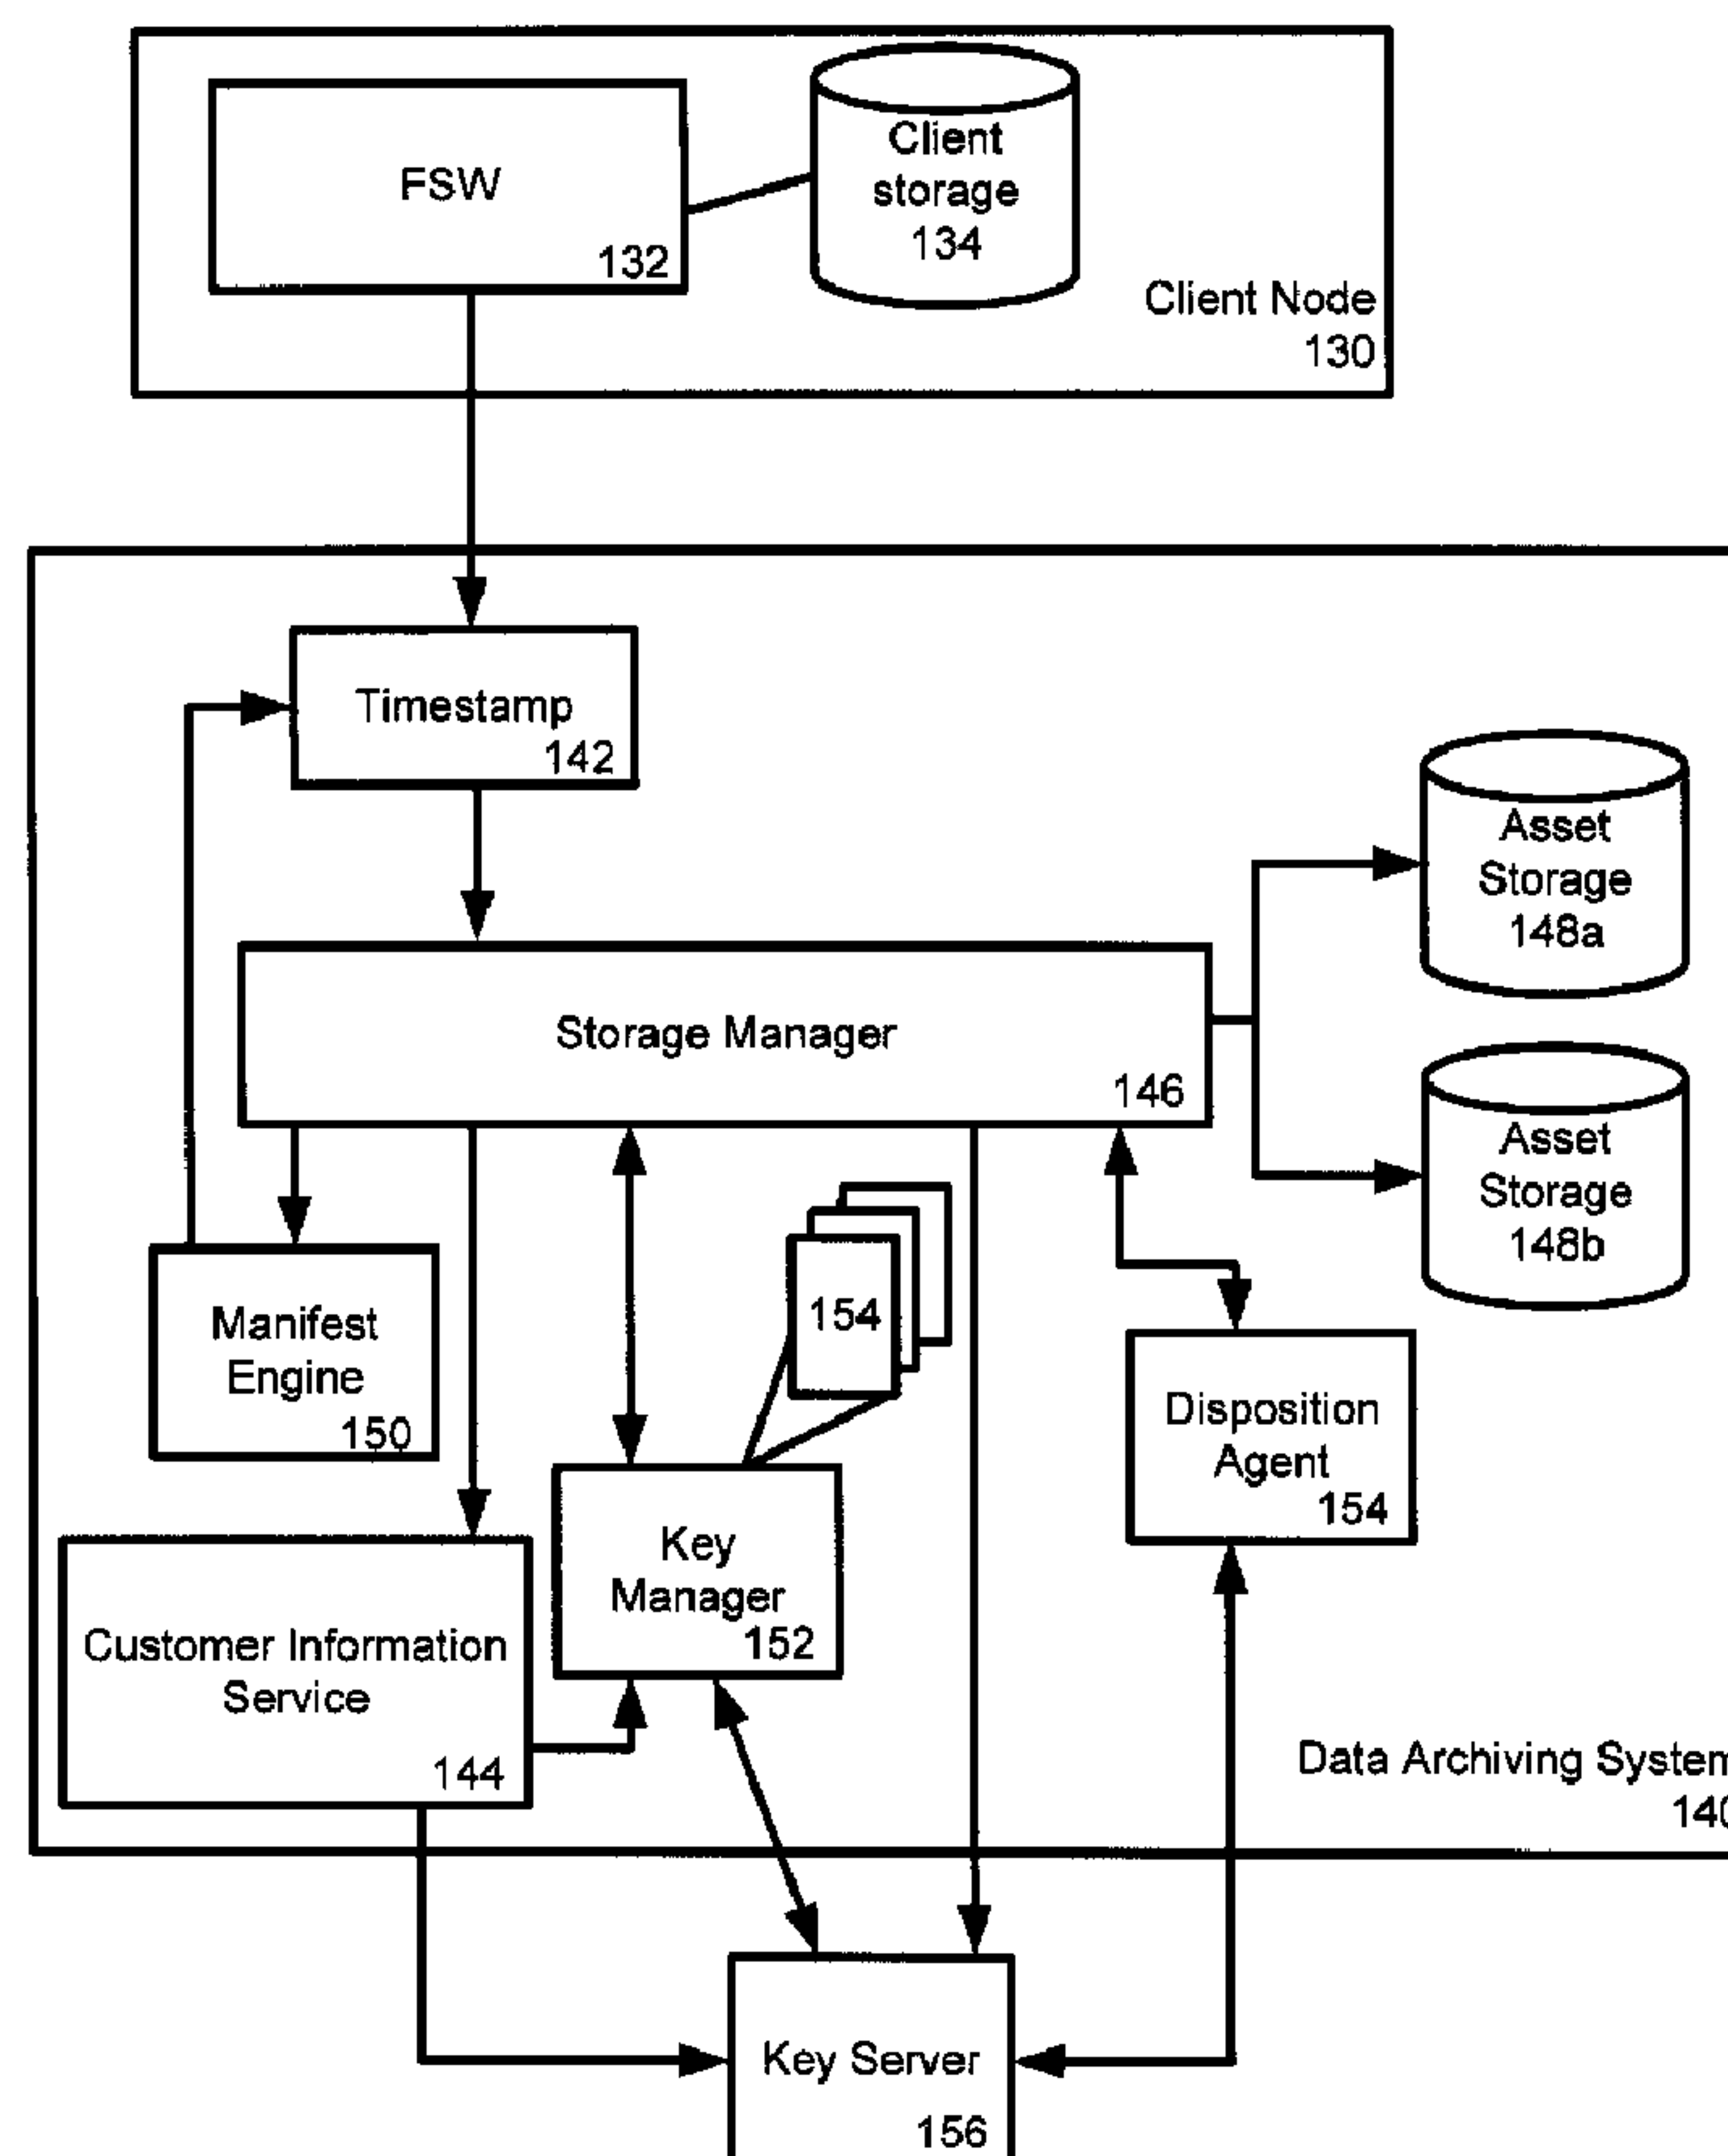 FSW
132
Client
storage
134
Client Node
130
Timestamp
142
Asset
Storage
148a
Storage Manager
146
Asset
Storage
148b
154
Manifest
Engine
150
Disposition
Agent
154
Key
Manager
152
Customer Information
Service
144
Data Archiving System
140
Key Server
156